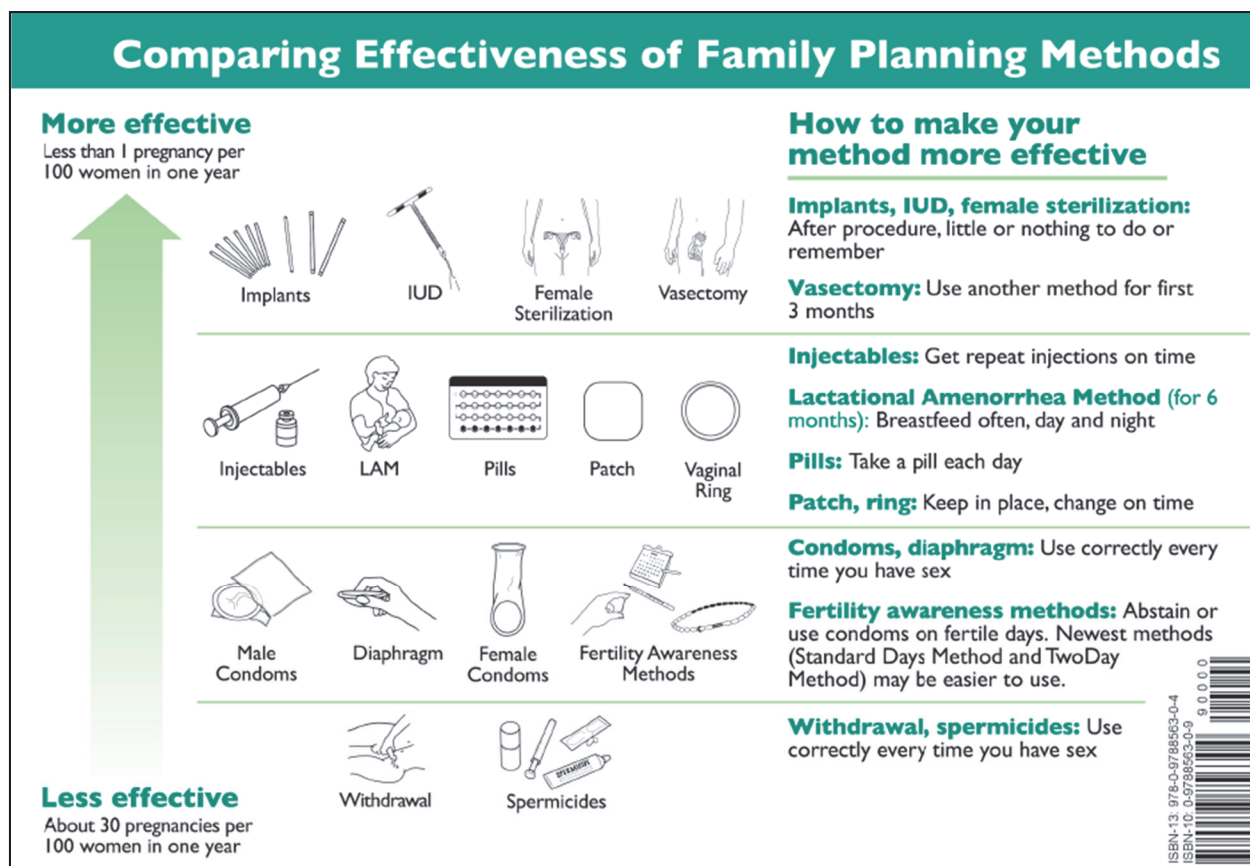 Comparing Effectiveness of Family Planning Methods
More effective
Less than 1 pregnancy per
100 women in one year
Implants
IUD
Female
Sterilization
Vasectomy
Injectables
LAM
Pills
Patch
Vaginal
Ring
Male
Condoms
Diaphragm
Female
Condoms
Fertility Awareness
Methods
Withdrawal
Spermicides
Less effective
About 30 pregnancies per
100 women in one year
How to make your
method more effective
Implants, IUD, female sterilization:
After procedure, little or nothing to do or
remember
Vasectomy: Use another method for first
3 months
Injectables: Get repeat injections on time
Lactational Amenorrhea Method (for 6
months): Breastfeed often, day and night
Pills: Take a pill each day
Patch, ring: Keep in place, change on time
Condoms, diaphragm: Use correctly every
time you have sex
Fertility awareness methods: Abstain or
use condoms on fertile days. Newest methods
(Standard Days Method and TwoDay
Method) may be easier to use.
Withdrawal, spermicides: Use
correctly every time you have sex
ISBN-13: 978-0-9788563-0-4
ISBN-10: 0-9788563-0-9
90000